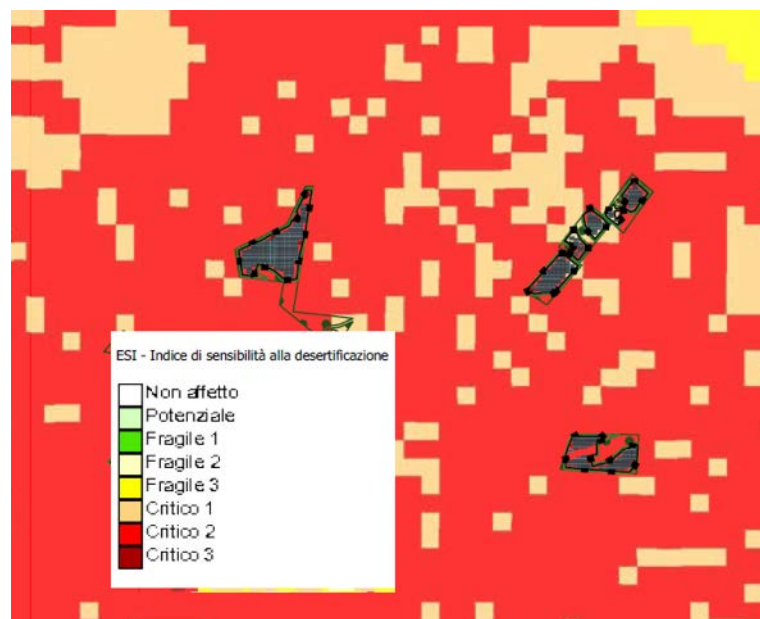 ESI - Indice di sensibilità alla desertificazione
Non affetto
Potenziale
Fragile 1
Fragile 2
Fragile 3
Critico 1
Critico 2
Critico 3